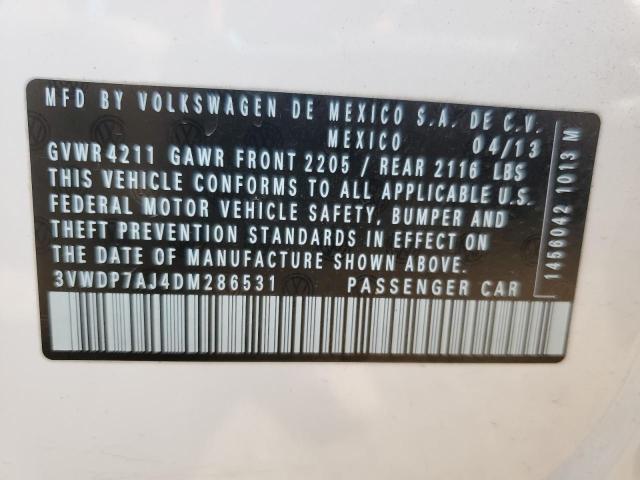 MFD BY VOLKSWAGEN DE MEXICO S.A. DE C.V.
MEXICO 04/13
GVWR 4211 GAWR FRONT 2205 / REAR 2116 LBS
THIS VEHICLE CONFORMS TO ALL APPLICABLE U.S.
FEDERAL MOTOR VEHICLE SAFETY, BUMPER AND
THEFT PREVENTION STANDARDS IN EFFECT ON
THE DATE OF MANUFACTURE SHOWN ABOVE.
3VWDP7AJ4DM286531 PASSENGER CAR
1456042 1013 M